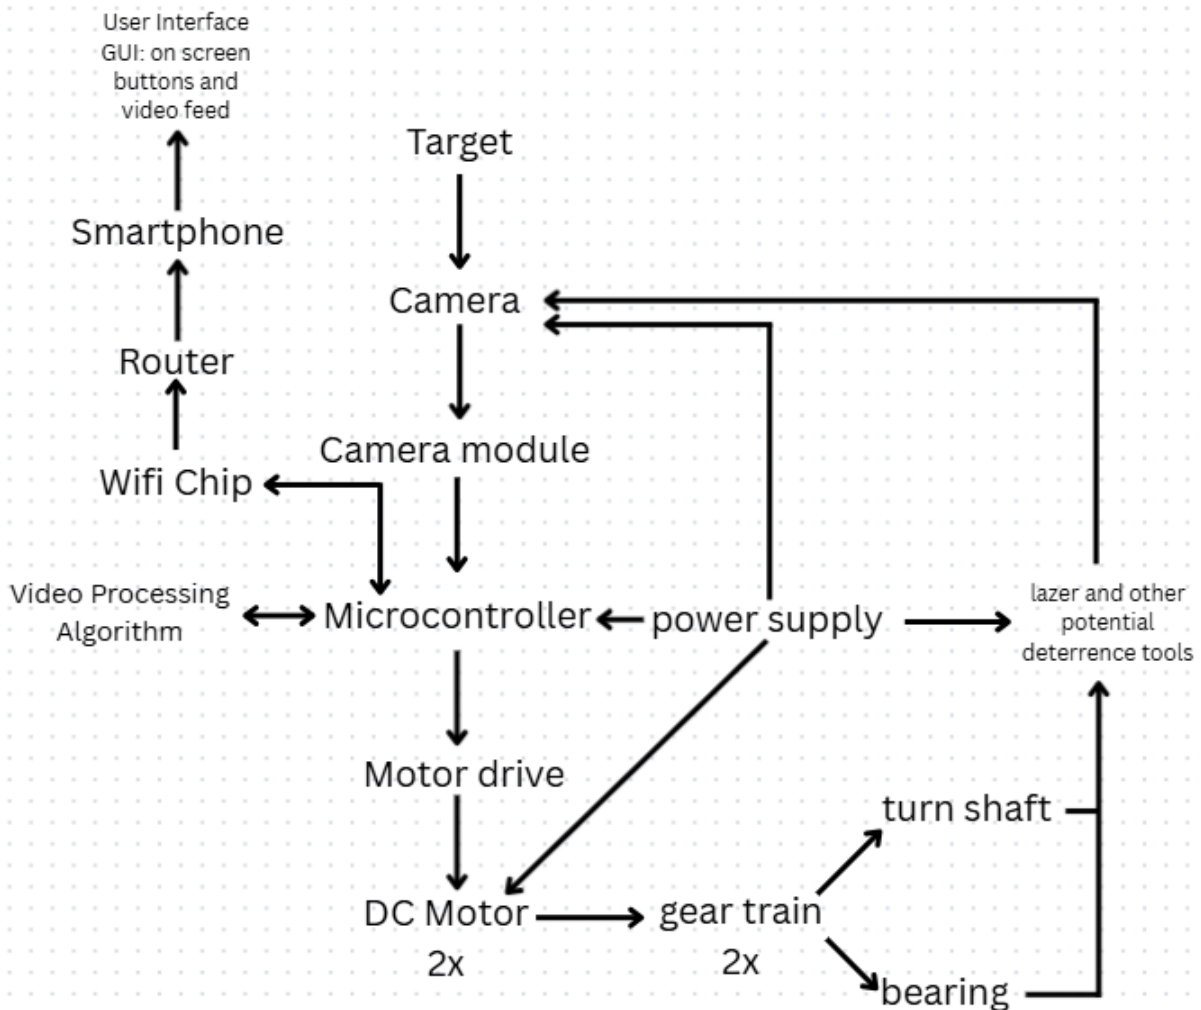 User Interface
GUI: on screen
buttons and
video feed
Target
Smartphone
Camera
Router
Camera module
Wifi Chip
Video Processing
Algorithm
Microcontroller
power supply
lazer and other
potential
deterrence tools
Motor drive
turn shaft
DC Motor
2x
gear train
2x
bearing